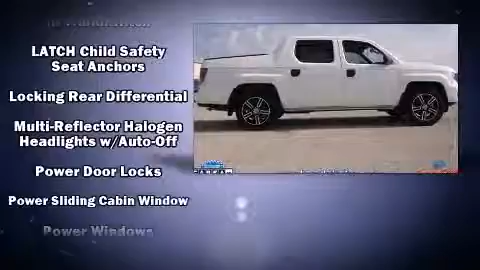 LATCH Child Safety
Seat Anchors
Locking Rear Differential
Multi-Reflector Halogen
Headlights w/Auto-Off
Power Door Locks
Power Sliding Cabin Window
Power Windows